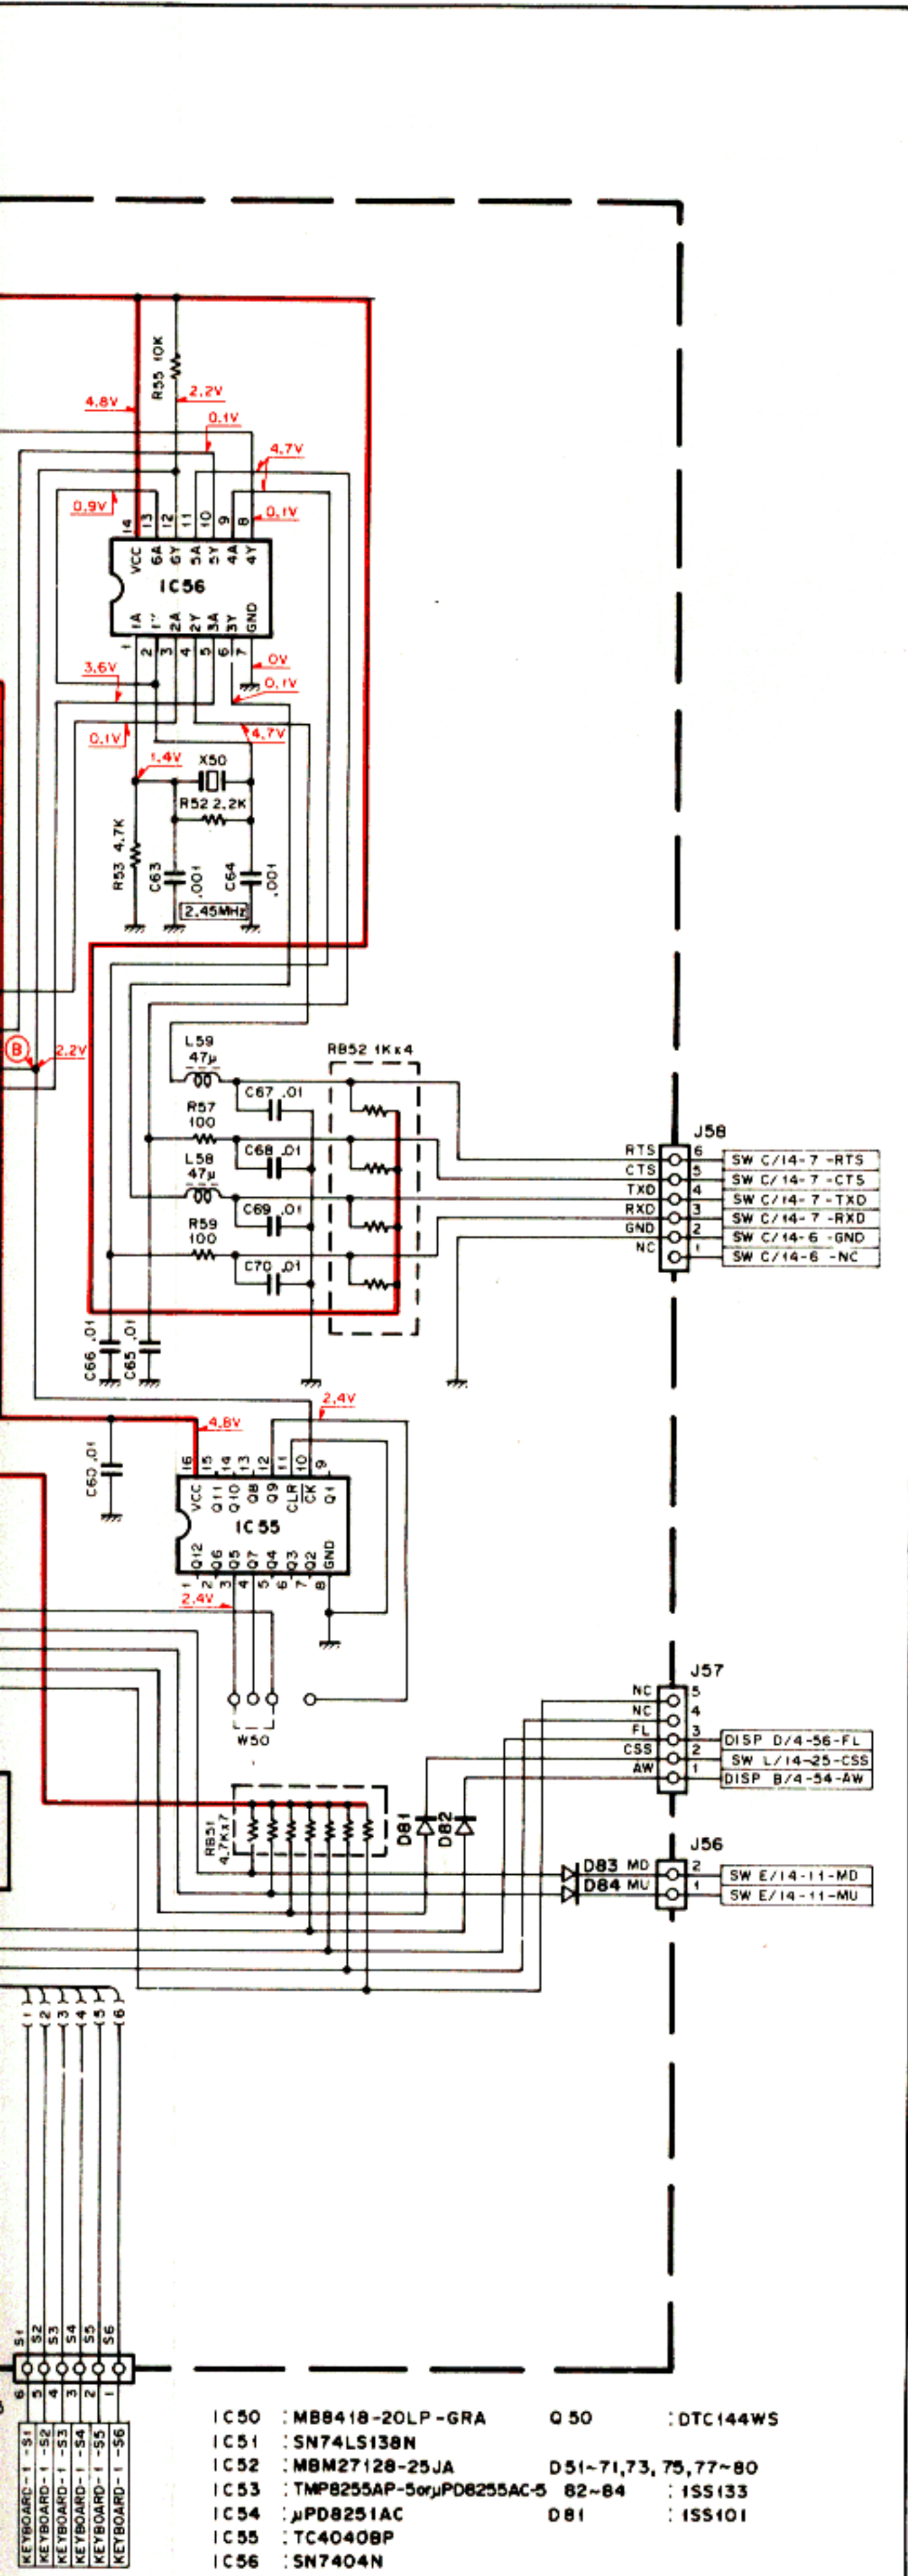 R55 10K
2.2V
4.8V
0.1V
4.7V
0.9V
0.1V
14 13 12 11 10 9 8
VCC 6A 6Y 5A 5Y 4A 4Y
IC56
1A 1Y 2A 2Y 3A 3Y GND
1 2 3 4 5 6 7
3.6V
0V
0.1V
0.1V
4.7V
1.4V
X50
R52 2.2K
R53 4.7K
C63 .001
C64 .001
2.45MHz
B
2.2V
L59
47µ
RB52 1Kx4
C67 .01
R57
100
C68 .01
L58
47µ
C69 .01
R59
100
C70 .01
J58
RTS 6 SW C/14-7-RTS
CTS 5 SW C/14-7-CTS
TXD 4 SW C/14-7-TXD
RXD 3 SW C/14-7-RXD
GND 2 SW C/14-6-GND
NC 1 SW C/14-6-NC
C66 .01
C65 .01
2.4V
4.8V
C60 .01
16 15 14 13 12 11 10 9
VCC Q11 Q10 Q8 Q9 CLR CK Q1
IC55
Q12 Q6 Q5 Q7 Q4 Q3 Q2 GND
1 2 3 4 5 6 7 8
2.4V
W50
J57
NC 5
NC 4
FL 3 DISP D/4-56-FL
CSS 2 SW L/14-25-CSS
AW 1 DISP B/4-54-AW
RB51
4.7Kx7
D81
D82
J56
D83 MD 2 SW E/14-11-MD
D84 MU 1 SW E/14-11-MU
(1) (2) (3) (4) (5) (6)
S1 S2 S3 S4 S5 S6
6 5 4 3 2 1
KEYBOARD-1-S1
KEYBOARD-1-S2
KEYBOARD-1-S3
KEYBOARD-1-S4
KEYBOARD-1-S5
KEYBOARD-1-S6
IC50 : MB8418-20LP-GRA Q50 : DTC144WS
IC51 : SN74LS138N
IC52 : MBM27128-25JA D51~71,73,75,77~80
IC53 : TMP8255AP-5orµPD8255AC-5 82~84 : 1SS133
IC54 : µPD8251AC D81 : 1SS101
IC55 : TC4040BP
IC56 : SN7404N